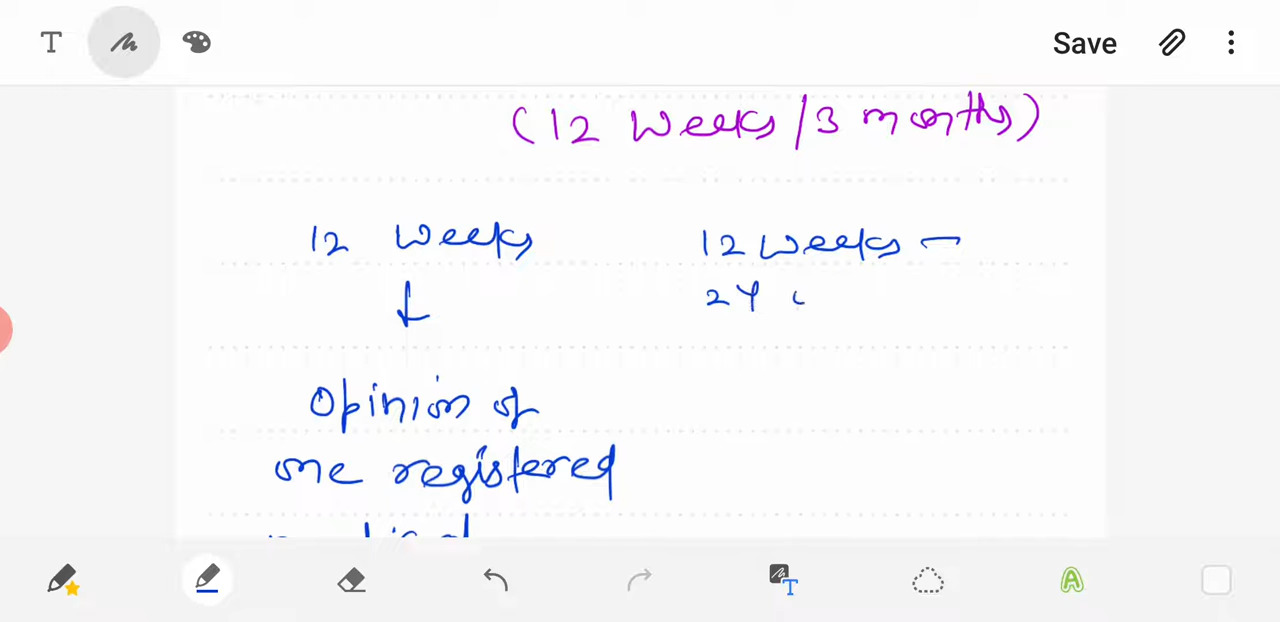 T Save
(12 Weeks/3 months)
12 Weeks 12 weeks -
24
Opinion of
one registered
T
A